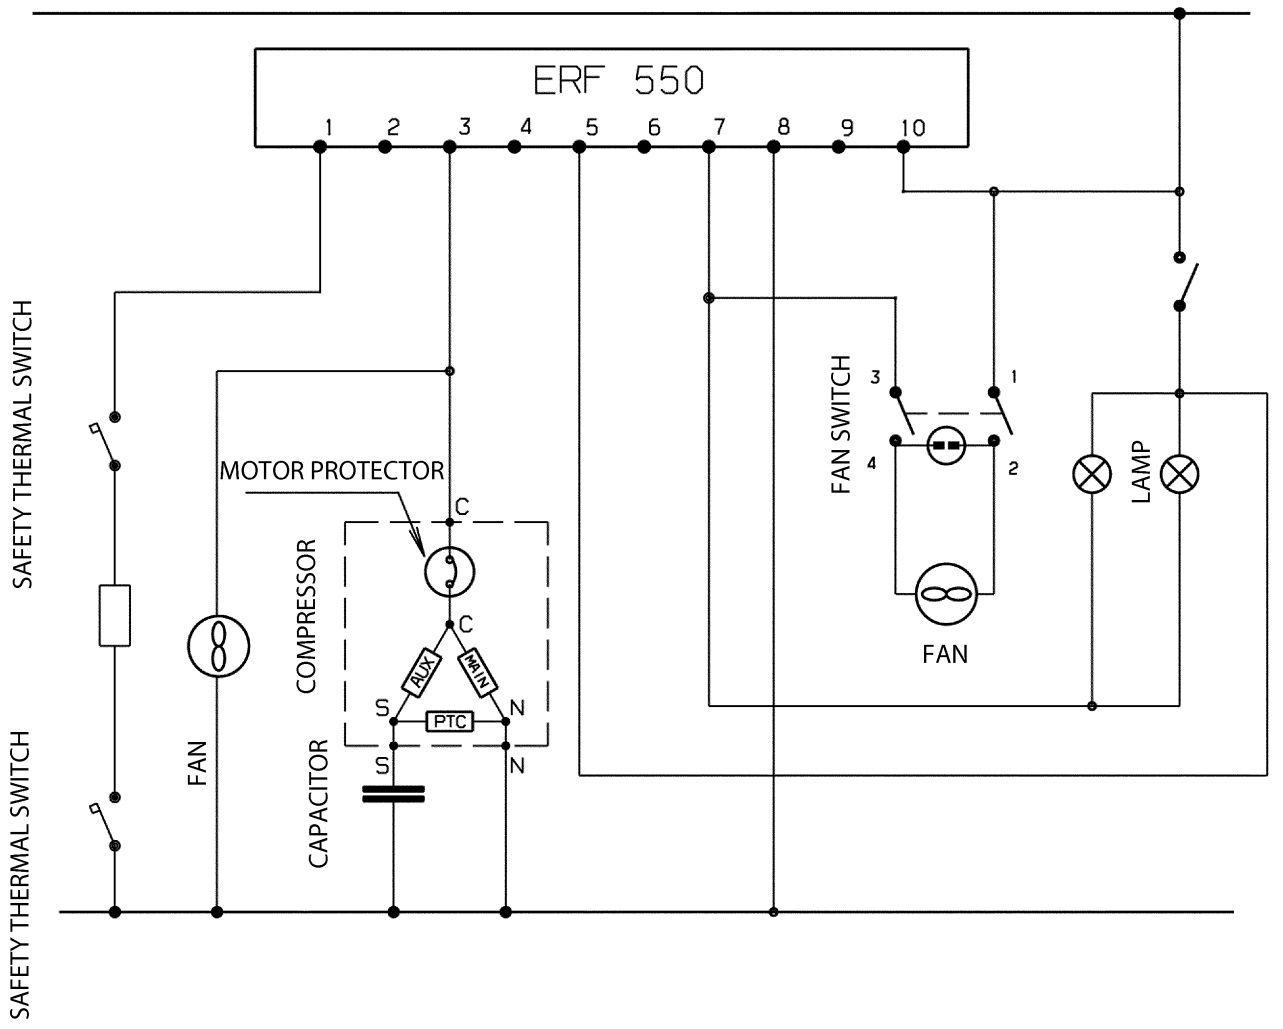 ERF 550
1 2 3 4 5 6 7 8 9 10
SAFETY THERMAL SWITCH
FAN SWITCH
3
1
4
2
LAMP
MOTOR PROTECTOR
C
COMPRESSOR
C
AUX
MAIN
FAN
S
PTC
N
S
N
FAN
CAPACITOR
SAFETY THERMAL SWITCH